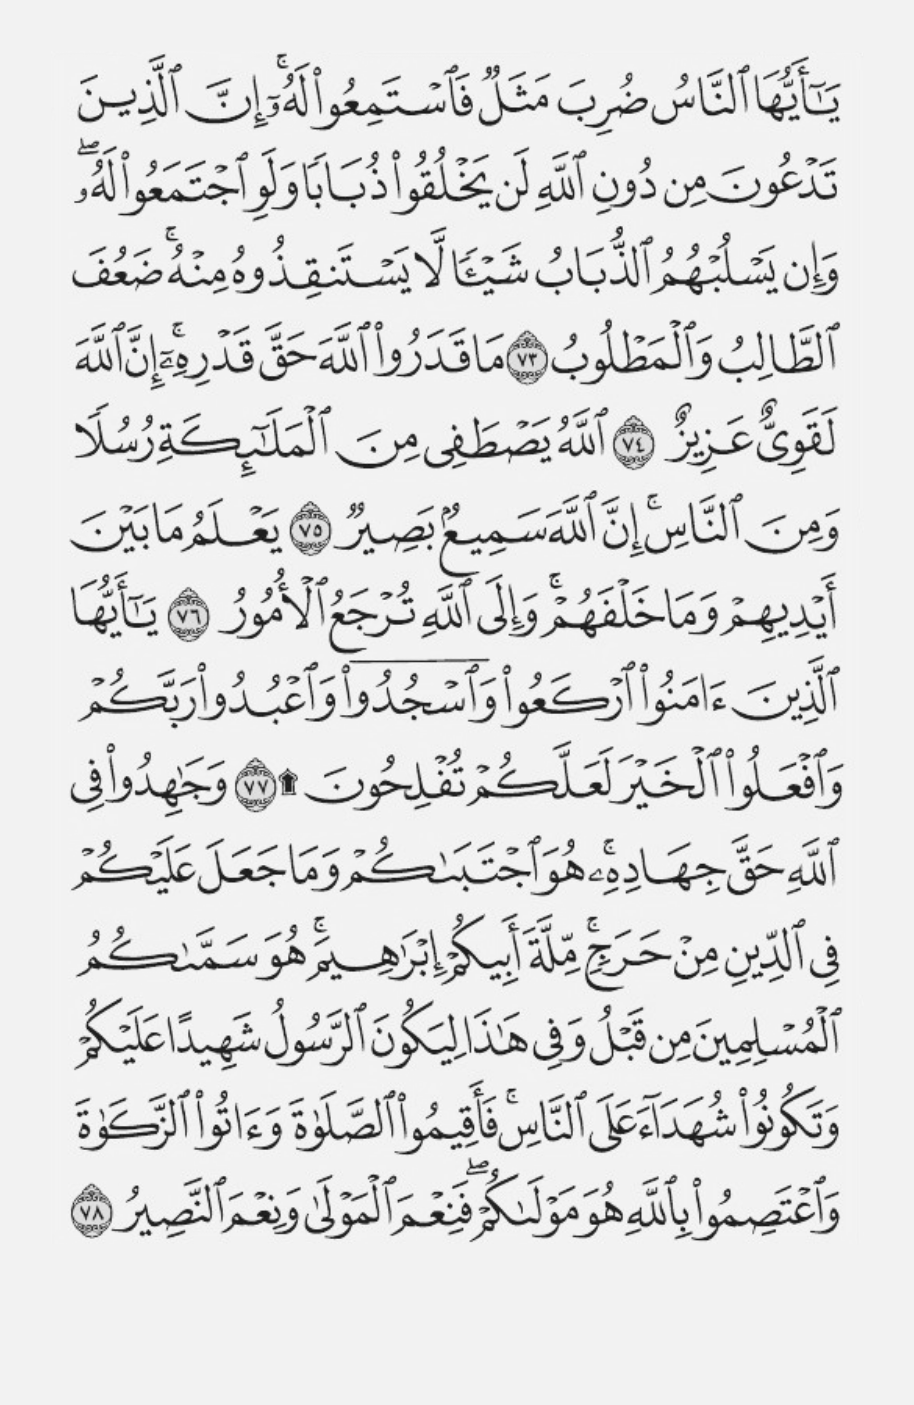 يَٰٓأَيُّهَا ٱلنَّاسُ ضُرِبَ مَثَلٌ فَٱسْتَمِعُوا۟ لَهُۥٓ ۚ إِنَّ ٱلَّذِينَ
تَدْعُونَ مِن دُونِ ٱللَّهِ لَن يَخْلُقُوا۟ ذُبَابًا وَلَوِ ٱجْتَمَعُوا۟ لَهُۥ ۖ
وَإِن يَسْلُبْهُمُ ٱلذُّبَابُ شَيْـًٔا لَّا يَسْتَنقِذُوهُ مِنْهُ ۚ ضَعُفَ
ٱلطَّالِبُ وَٱلْمَطْلُوبُ ٧٣ مَا قَدَرُوا۟ ٱللَّهَ حَقَّ قَدْرِهِۦٓ ۚ إِنَّ ٱللَّهَ
لَقَوِىٌّ عَزِيزٌ ٧٤ ٱللَّهُ يَصْطَفِى مِنَ ٱلْمَلَٰٓئِكَةِ رُسُلًا
وَمِنَ ٱلنَّاسِ ۚ إِنَّ ٱللَّهَ سَمِيعٌۢ بَصِيرٌ ٧٥ يَعْلَمُ مَا بَيْنَ
أَيْدِيهِمْ وَمَا خَلْفَهُمْ ۚ وَإِلَى ٱللَّهِ تُرْجَعُ ٱلْأُمُورُ ٧٦ يَٰٓأَيُّهَا
ٱلَّذِينَ ءَامَنُوا۟ ٱرْكَعُوا۟ وَٱسْجُدُوا۟ وَٱعْبُدُوا۟ رَبَّكُمْ
وَٱفْعَلُوا۟ ٱلْخَيْرَ لَعَلَّكُمْ تُفْلِحُونَ ۩ ٧٧ وَجَٰهِدُوا۟ فِى
ٱللَّهِ حَقَّ جِهَادِهِۦ ۚ هُوَ ٱجْتَبَىٰكُمْ وَمَا جَعَلَ عَلَيْكُمْ
فِى ٱلدِّينِ مِنْ حَرَجٍ ۚ مِّلَّةَ أَبِيكُمْ إِبْرَٰهِيمَ ۚ هُوَ سَمَّىٰكُمُ
ٱلْمُسْلِمِينَ مِن قَبْلُ وَفِى هَٰذَا لِيَكُونَ ٱلرَّسُولُ شَهِيدًا عَلَيْكُمْ
وَتَكُونُوا۟ شُهَدَآءَ عَلَى ٱلنَّاسِ ۚ فَأَقِيمُوا۟ ٱلصَّلَوٰةَ وَءَاتُوا۟ ٱلزَّكَوٰةَ
وَٱعْتَصِمُوا۟ بِٱللَّهِ هُوَ مَوْلَىٰكُمْ ۖ فَنِعْمَ ٱلْمَوْلَىٰ وَنِعْمَ ٱلنَّصِيرُ ٧٨